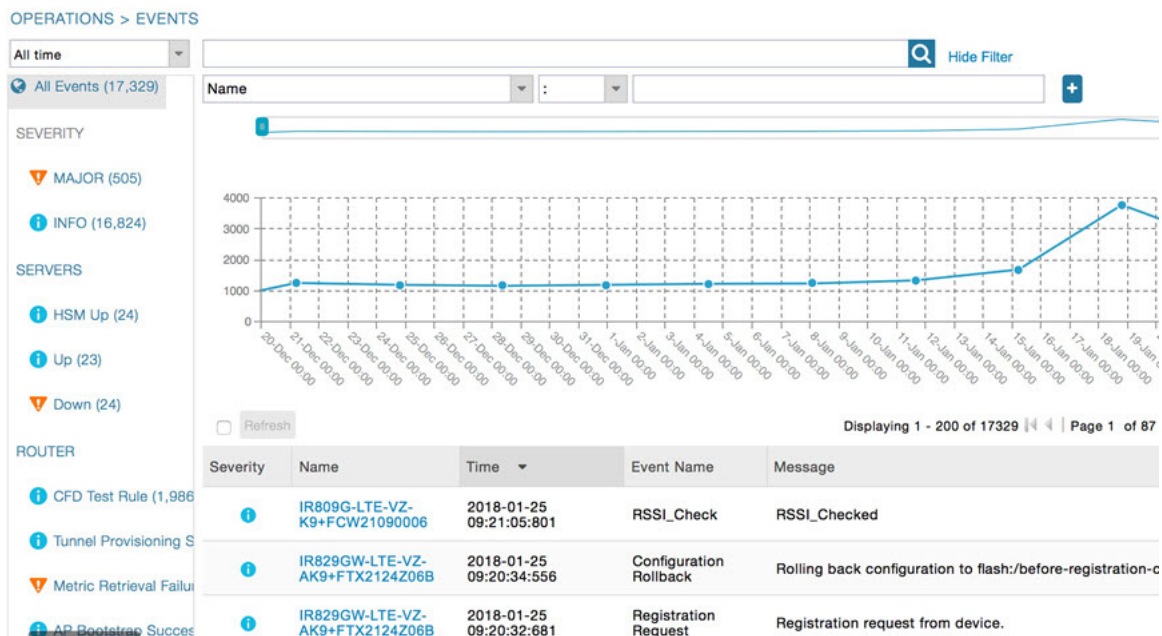 OPERATIONS > EVENTS
All time
Hide Filter
All Events (17,329)
Name
:
SEVERITY
MAJOR (505)
INFO (16,824)
SERVERS
HSM Up (24)
Up (23)
Down (24)
ROUTER
CFD Test Rule (1,986
Tunnel Provisioning S
Metric Retrieval Failu
AP Bootstrap Succes
4000
3000
2000
1000
0
20-Dec 00:00
21-Dec 00:00
22-Dec 00:00
23-Dec 00:00
24-Dec 00:00
25-Dec 00:00
26-Dec 00:00
27-Dec 00:00
28-Dec 00:00
29-Dec 00:00
30-Dec 00:00
31-Dec 00:00
1-Jan 00:00
2-Jan 00:00
3-Jan 00:00
4-Jan 00:00
5-Jan 00:00
6-Jan 00:00
7-Jan 00:00
8-Jan 00:00
9-Jan 00:00
10-Jan 00:00
11-Jan 00:00
12-Jan 00:00
13-Jan 00:00
14-Jan 00:00
15-Jan 00:00
16-Jan 00:00
17-Jan 00:00
18-Jan 00:00
19-Jan
Refresh
Displaying 1 - 200 of 17329 Page 1 of 87
Severity Name Time Event Name Message
IR809G-LTE-VZ-
K9+FCW21090006
2018-01-25
09:21:05:801
RSSI_Check
RSSI_Checked
IR829GW-LTE-VZ-
AK9+FTX2124Z06B
2018-01-25
09:20:34:556
Configuration
Rollback
Rolling back configuration to flash:/before-registration-c
IR829GW-LTE-VZ-
AK9+FTX2124Z06B
2018-01-25
09:20:32:681
Registration
Request
Registration request from device.